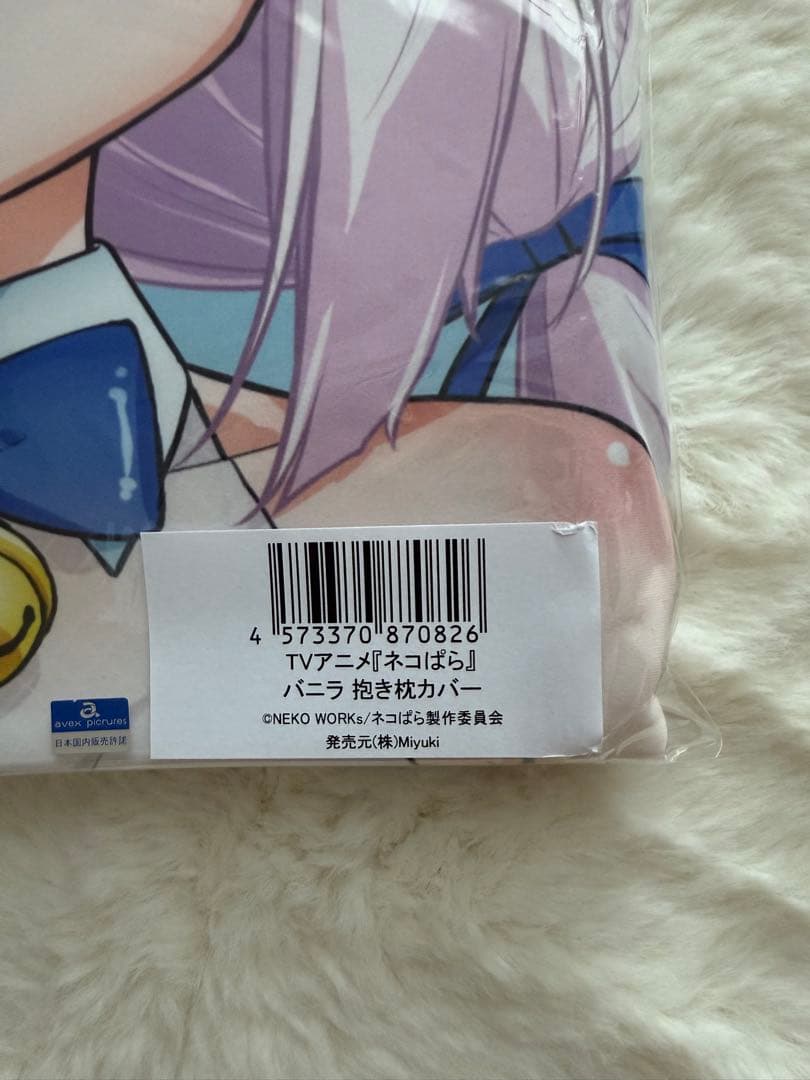 4 573370 870826
TVアニメ『ネコぱら』
バニラ 抱き枕カバー
©NEKO WORKs/ネコぱら製作委員会
発売元(株)Miyuki
a
avex pictures
日本国内販売許諾